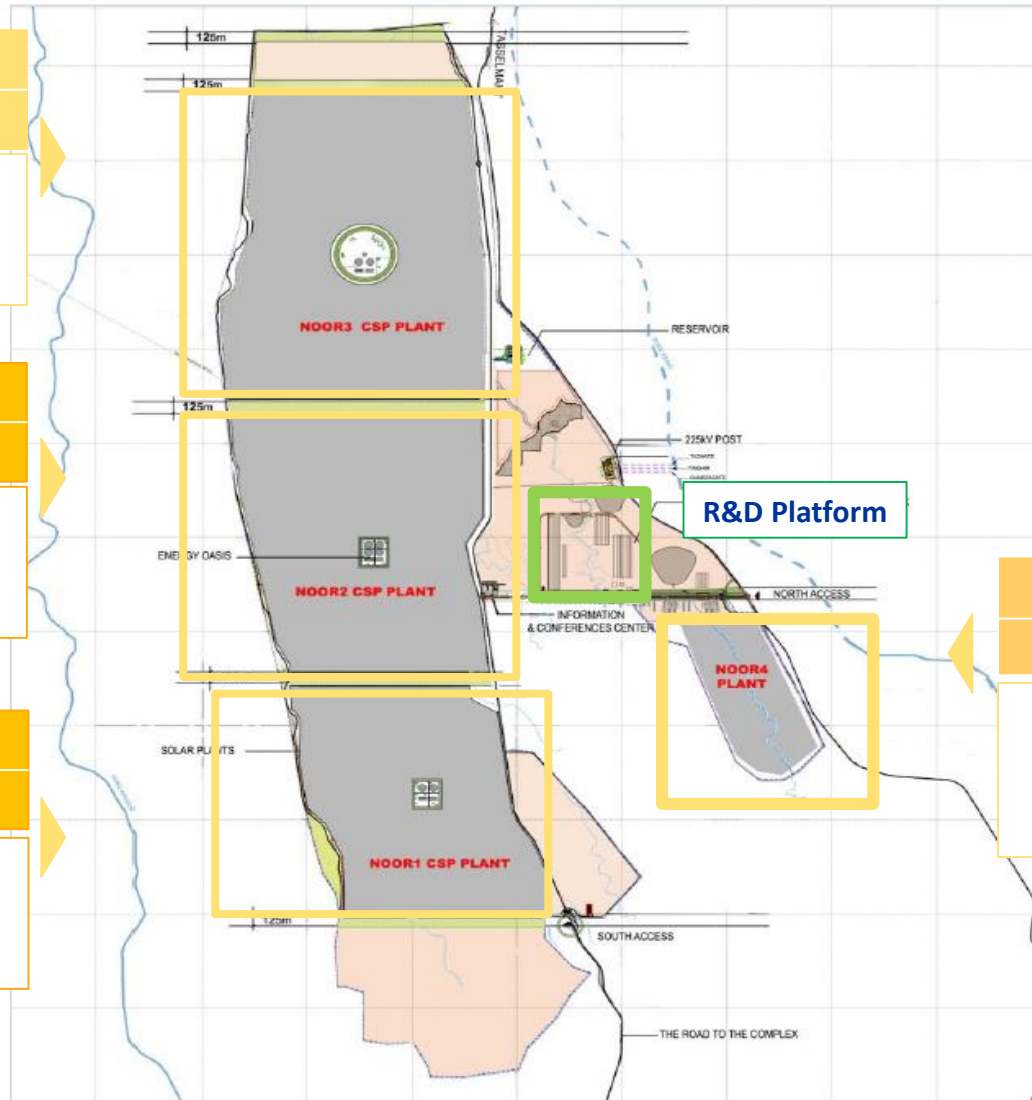 125m
TASSELMANT
125m
NOOR3 CSP PLANT
RESERVOIR
125m
225kV POST
R&D Platform
ENERGY OASIS
NOOR2 CSP PLANT
NORTH ACCESS
INFORMATION
& CONFERENCES CENTER
NOOR4
PLANT
SOLAR PLANTS
NOOR1 CSP PLANT
125m
SOUTH ACCESS
THE ROAD TO THE COMPLEX